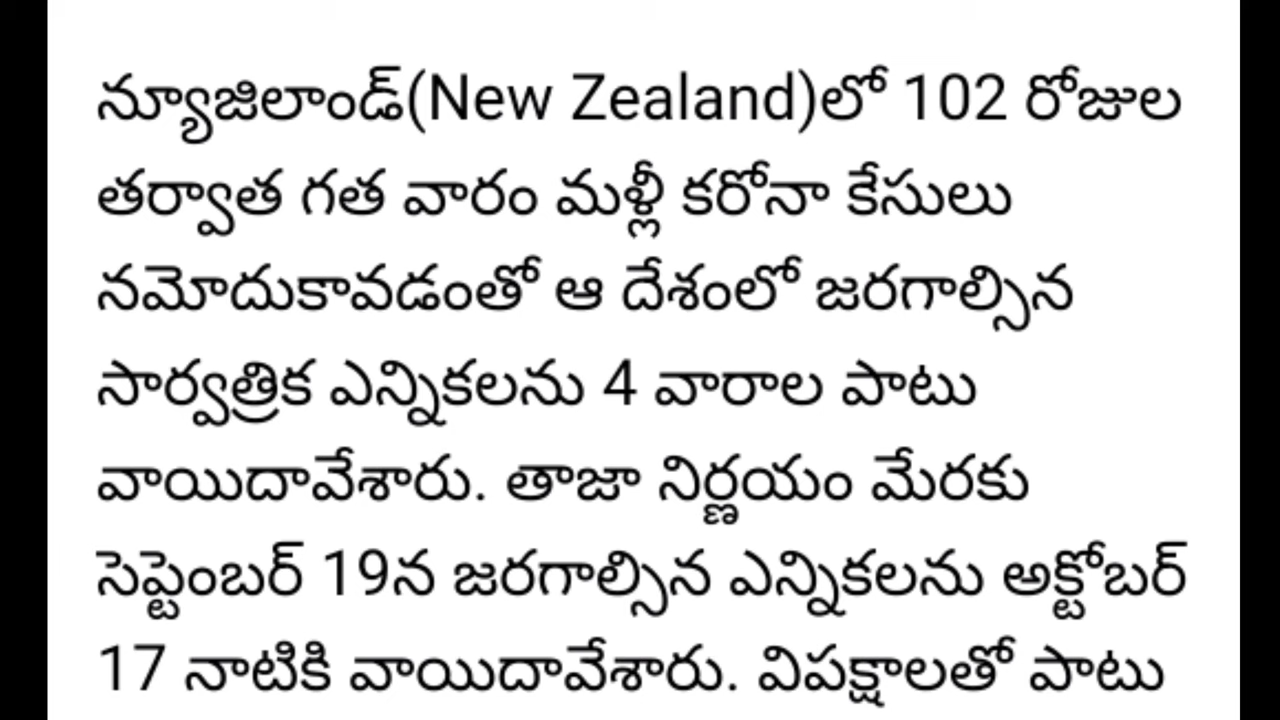 న్యూజిలాండ్(New Zealand)లో 102 రోజుల
తర్వాత గత వారం మళ్లీ కరోనా కేసులు
నమోదుకావడంతో ఆ దేశంలో జరగాల్సిన
సార్వత్రిక ఎన్నికలను 4 వారాల పాటు
వాయిదావేశారు. తాజా నిర్ణయం మేరకు
సెప్టెంబర్ 19న జరగాల్సిన ఎన్నికలను అక్టోబర్
17 నాటికి వాయిదావేశారు. విపక్షాలతో పాటు